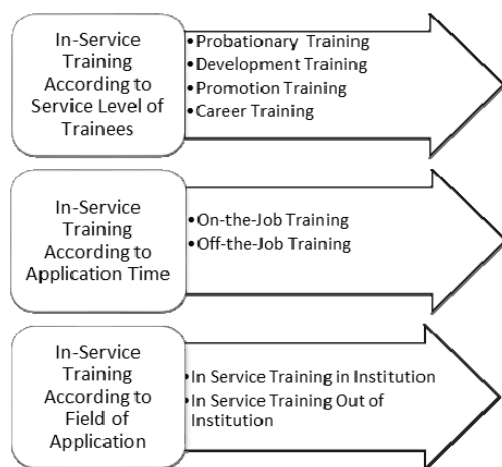 In-Service
Training
According to
Service Level of
Trainees
•Probationary Training
•Development Training
•Promotion Training
•Career Training
In-Service
Training
According to
Application Time
•On-the-Job Training
•Off-the-Job Training
In-Service
Training
According to
Field of
Application
•In Service Training in Institution
•In Service Training Out of
Institution